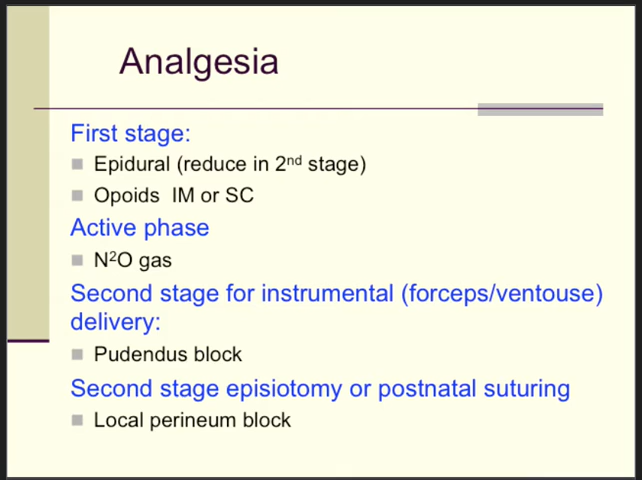 Analgesia
First stage:
Epidural (reduce in 2nd stage)
Opoids  IM or SC
Active phase
N²O gas
Second stage for instrumental (forceps/ventouse)
delivery:
Pudendus block
Second stage episiotomy or postnatal suturing
Local perineum block